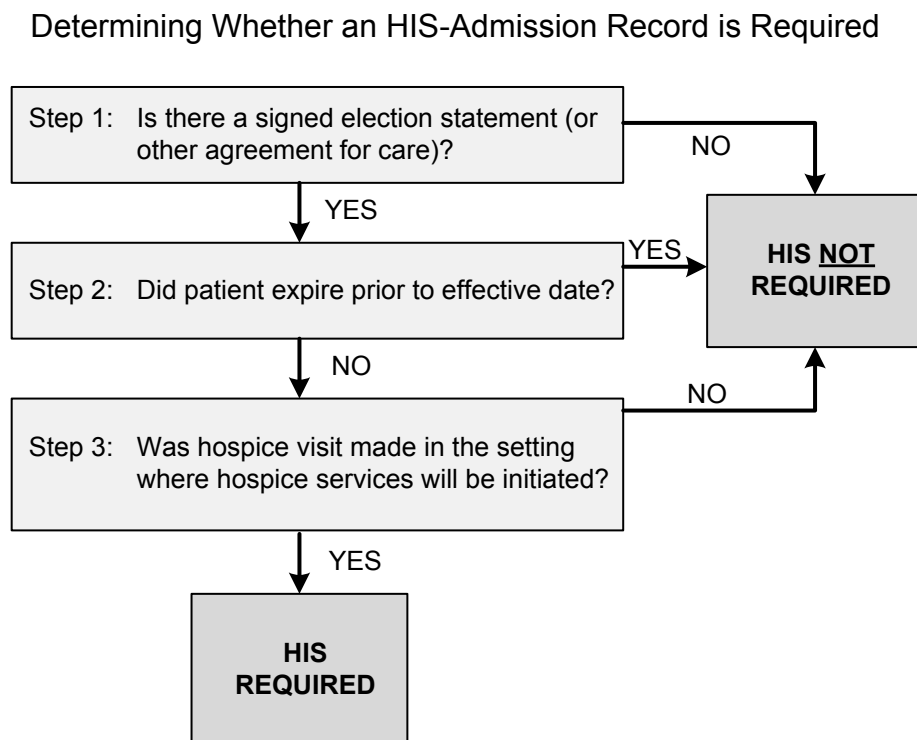 Determining Whether an HIS-Admission Record is Required
Step 1: Is there a signed election statement (or
other agreement for care)?
NO
YES
HIS NOT
REQUIRED
YES
Step 2: Did patient expire prior to effective date?
NO
NO
Step 3: Was hospice visit made in the setting
where hospice services will be initiated?
YES
HIS
REQUIRED